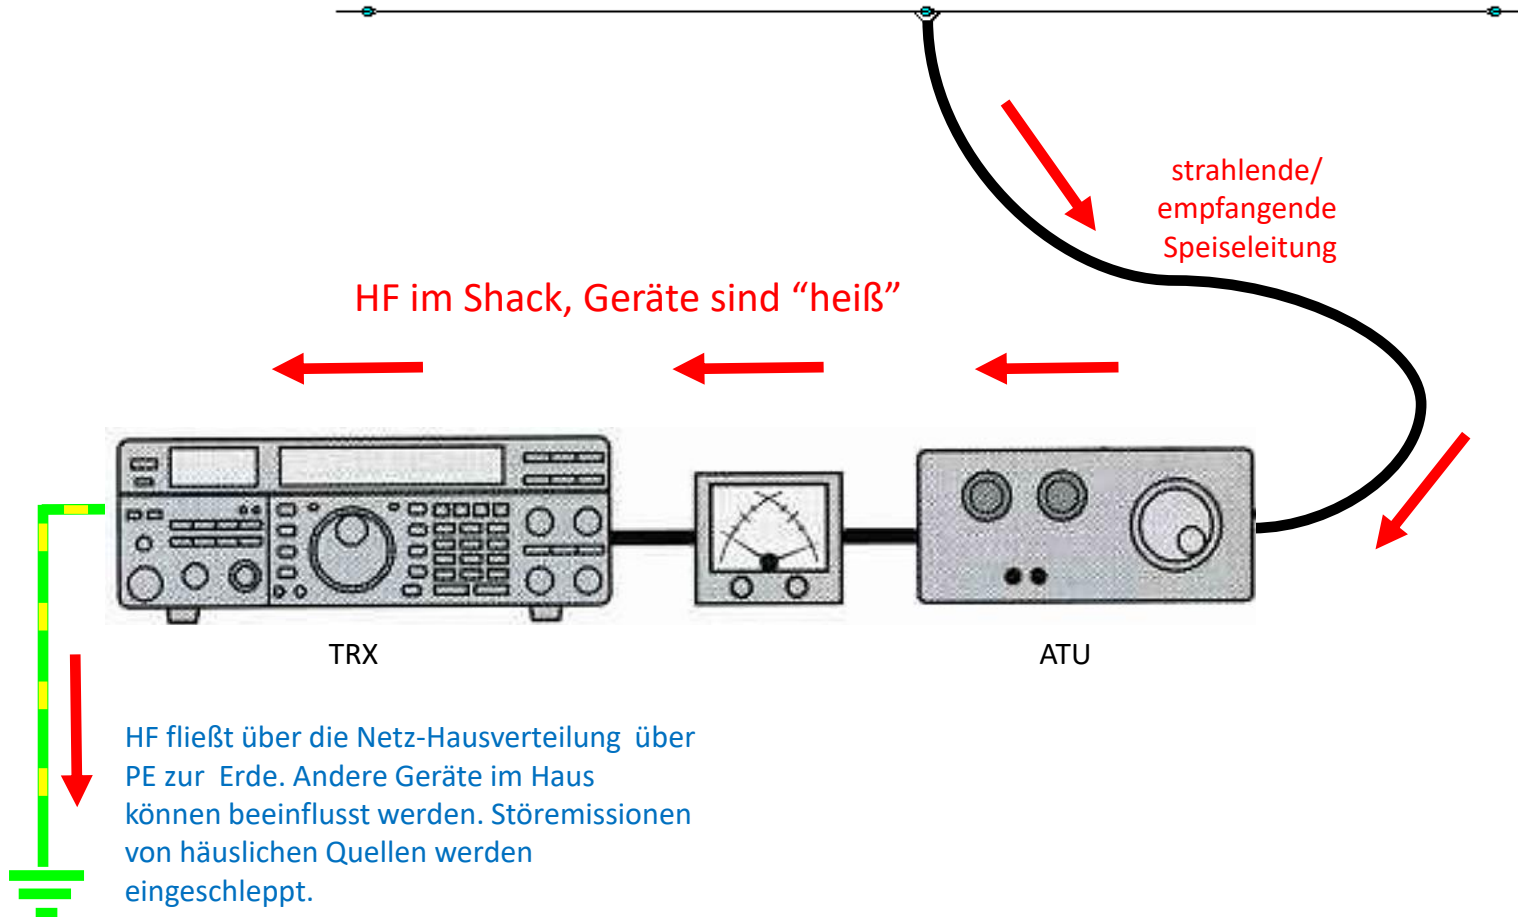 strahlende/
empfangende
Speiseleitung
HF im Shack, Geräte sind “heiß”
TRX
ATU
HF fließt über die Netz-Hausverteilung über
PE zur Erde. Andere Geräte im Haus
können beeinflusst werden. Störemissionen
von häuslichen Quellen werden
eingeschleppt.